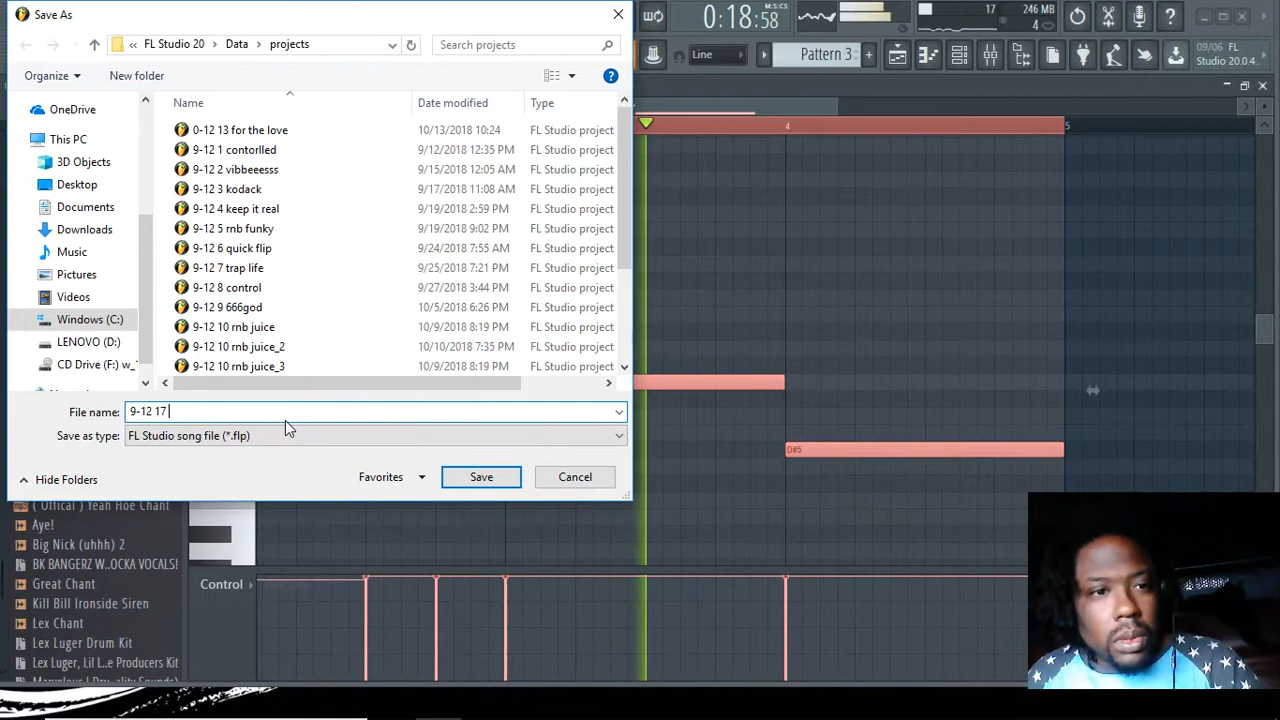 Save As
0:18:58
M:S:CS
17
246 MB
4
FL Studio 20
Data
projects
Search projects
Line
Pattern 3
09/06 FL
Studio 20.0.4
Organize
New folder
OneDrive
This PC
3D Objects
Desktop
Documents
Downloads
Music
Pictures
Videos
Windows (C:)
LENOVO (D:)
CD Drive (F:) w_
Name Date modified Type
0-12 13 for the love 10/13/2018 10:24 FL Studio project
9-12 1 contorlled 9/12/2018 12:35 PM FL Studio project
9-12 2 vibbeeesss 9/15/2018 12:05 AM FL Studio project
9-12 3 kodack 9/17/2018 11:08 AM FL Studio project
9-12 4 keep it real 9/19/2018 2:59 PM FL Studio project
9-12 5 rnb funky 9/19/2018 9:02 PM FL Studio project
9-12 6 quick flip 9/24/2018 7:55 AM FL Studio project
9-12 7 trap life 9/25/2018 7:21 PM FL Studio project
9-12 8 control 9/27/2018 3:44 PM FL Studio project
9-12 9 666god 10/5/2018 6:26 PM FL Studio project
9-12 10 rnb juice 10/9/2018 8:19 PM FL Studio project
9-12 10 rnb juice_2 10/10/2018 7:35 PM FL Studio project
9-12 10 rnb juice_3 10/9/2018 8:19 PM FL Studio project
4
5
File name: 9-12 17
Save as type: FL Studio song file (*.flp)
Hide Folders
Favorites
Save
Cancel
D#5
( Offical ) Yeah Hoe Chant
Aye!
Big Nick (uhhh) 2
BK BANGERZ W..OCKA VOCALS!
Great Chant
Kill Bill Ironside Siren
Lex Chant
Lex Luger Drum Kit
Lex Luger, Lil L..e Producers Kit
Control